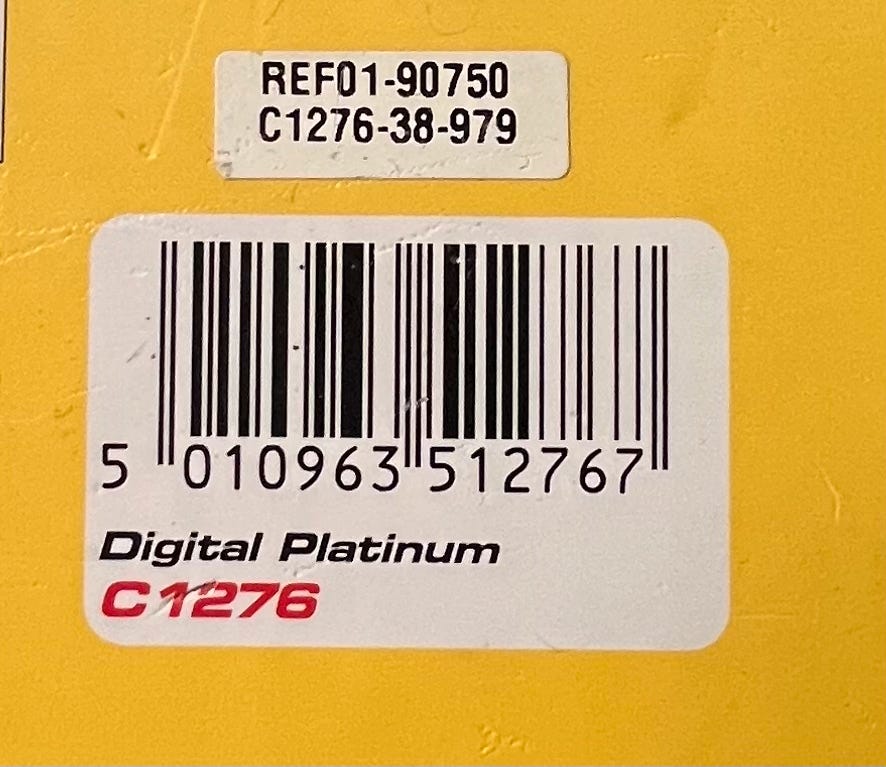 REF01-90750
C1276-38-979
5 010963 512767
Digital Platinum
C1276